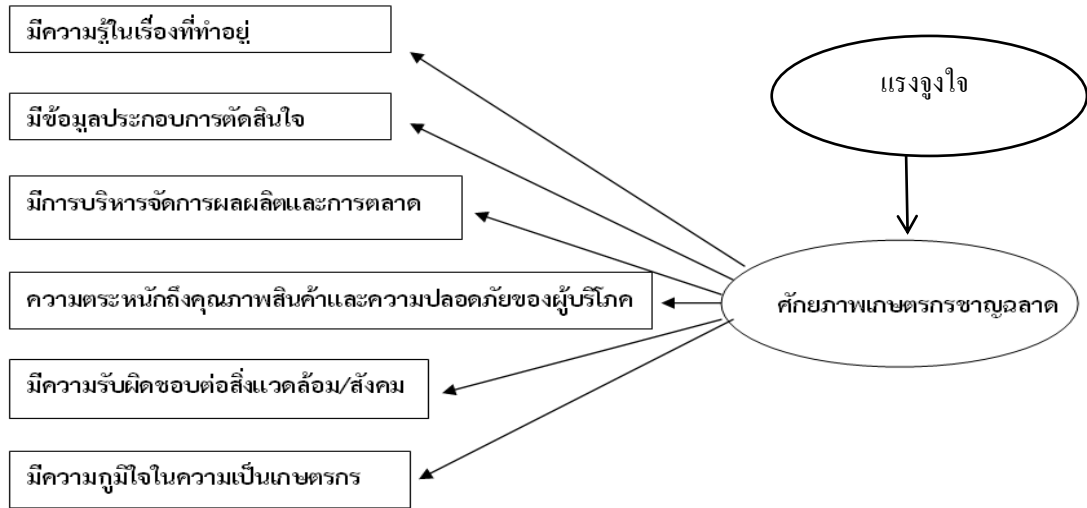 มีความรู้ในเรื่องที่ทำอยู่
แรงจูงใจ
มีข้อมูลประกอบการตัดสินใจ
มีการบริหารจัดการผลผลิตและการตลาด
ความตระหนักถึงคุณภาพสินค้าและความปลอดภัยของผู้บริโภค
ศักยภาพเกษตรกรชาญฉลาด
มีความรับผิดชอบต่อสิ่งแวดล้อม/สังคม
มีความภูมิใจในความเป็นเกษตรกร